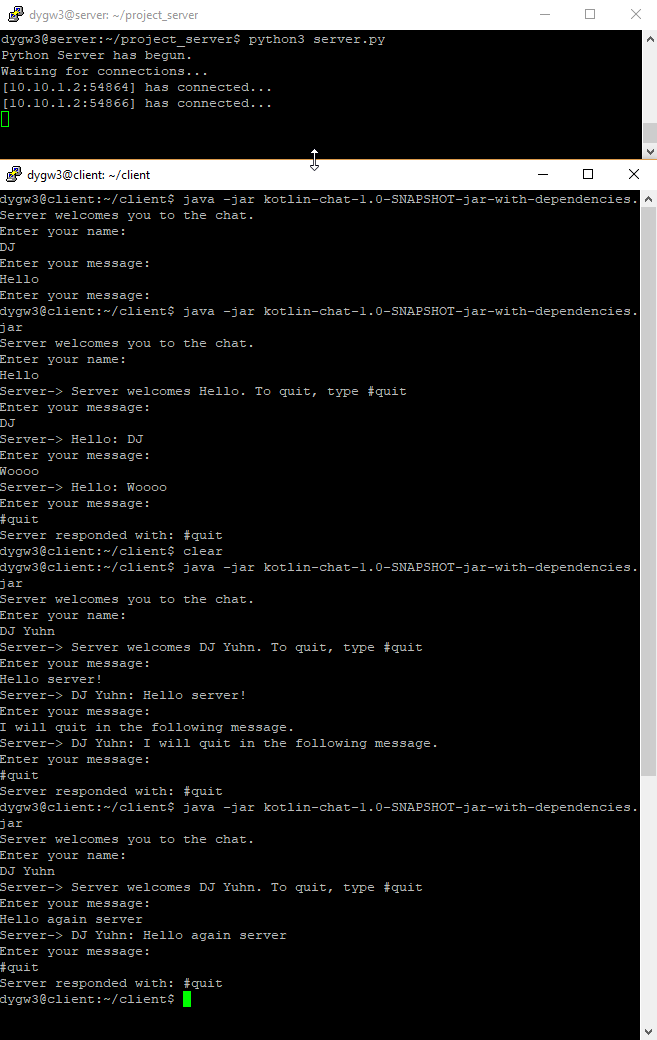 dygw3@server: ~/project_server
dygw3@server:~/project_server$ python3 server.py
Python Server has begun.
Waiting for connections...
[10.10.1.2:54864] has connected...
[10.10.1.2:54866] has connected...
dygw3@client: ~/client
dygw3@client:~/client$ java -jar kotlin-chat-1.0-SNAPSHOT-jar-with-dependencies.
Server welcomes you to the chat.
Enter your name:
DJ
Enter your message:
Hello
Enter your message:
dygw3@client:~/client$ java -jar kotlin-chat-1.0-SNAPSHOT-jar-with-dependencies.
jar
Server welcomes you to the chat.
Enter your name:
Hello
Server-> Server welcomes Hello. To quit, type #quit
Enter your message:
DJ
Server-> Hello: DJ
Enter your message:
Woooo
Server-> Hello: Woooo
Enter your message:
#quit
Server responded with: #quit
dygw3@client:~/client$ clear
dygw3@client:~/client$ java -jar kotlin-chat-1.0-SNAPSHOT-jar-with-dependencies.
jar
Server welcomes you to the chat.
Enter your name:
DJ Yuhn
Server-> Server welcomes DJ Yuhn. To quit, type #quit
Enter your message:
Hello server!
Server-> DJ Yuhn: Hello server!
Enter your message:
I will quit in the following message.
Server-> DJ Yuhn: I will quit in the following message.
Enter your message:
#quit
Server responded with: #quit
dygw3@client:~/client$ java -jar kotlin-chat-1.0-SNAPSHOT-jar-with-dependencies.
jar
Server welcomes you to the chat.
Enter your name:
DJ Yuhn
Server-> Server welcomes DJ Yuhn. To quit, type #quit
Enter your message:
Hello again server
Server-> DJ Yuhn: Hello again server
Enter your message:
#quit
Server responded with: #quit
dygw3@client:~/client$